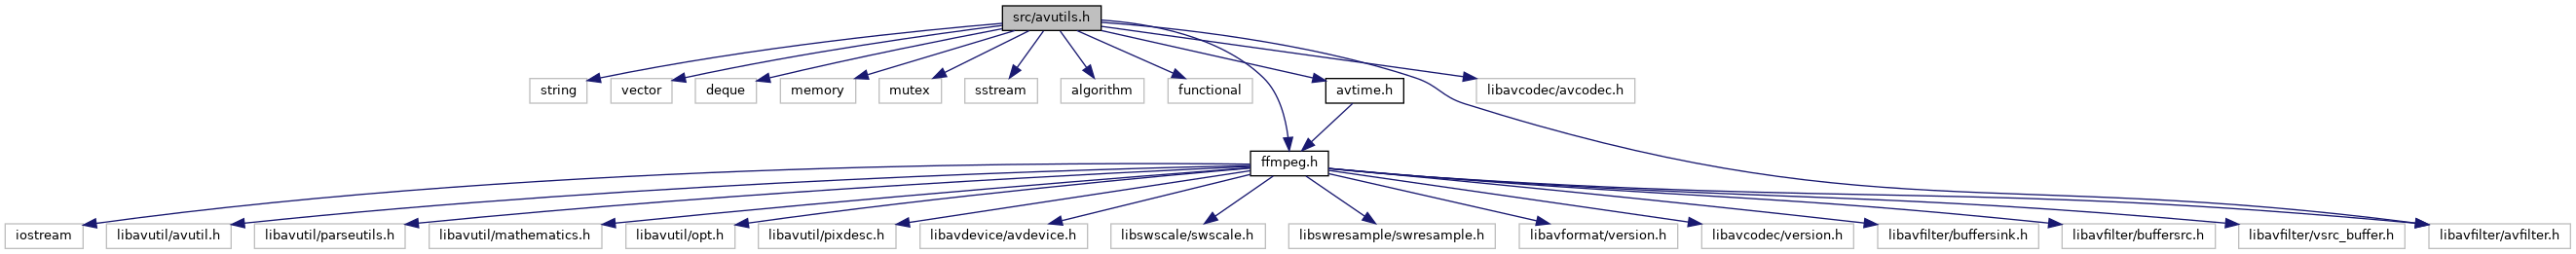 src/avutils.h
string
vector
deque
memory
mutex
sstream
algorithm
functional
avtime.h
libavcodec/avcodec.h
ffmpeg.h
iostream
libavutil/avutil.h
libavutil/parseutils.h
libavutil/mathematics.h
libavutil/opt.h
libavutil/pixdesc.h
libavdevice/avdevice.h
libswscale/swscale.h
libswresample/swresample.h
libavformat/version.h
libavcodec/version.h
libavfilter/buffersink.h
libavfilter/buffersrc.h
libavfilter/vsrc_buffer.h
libavfilter/avfilter.h